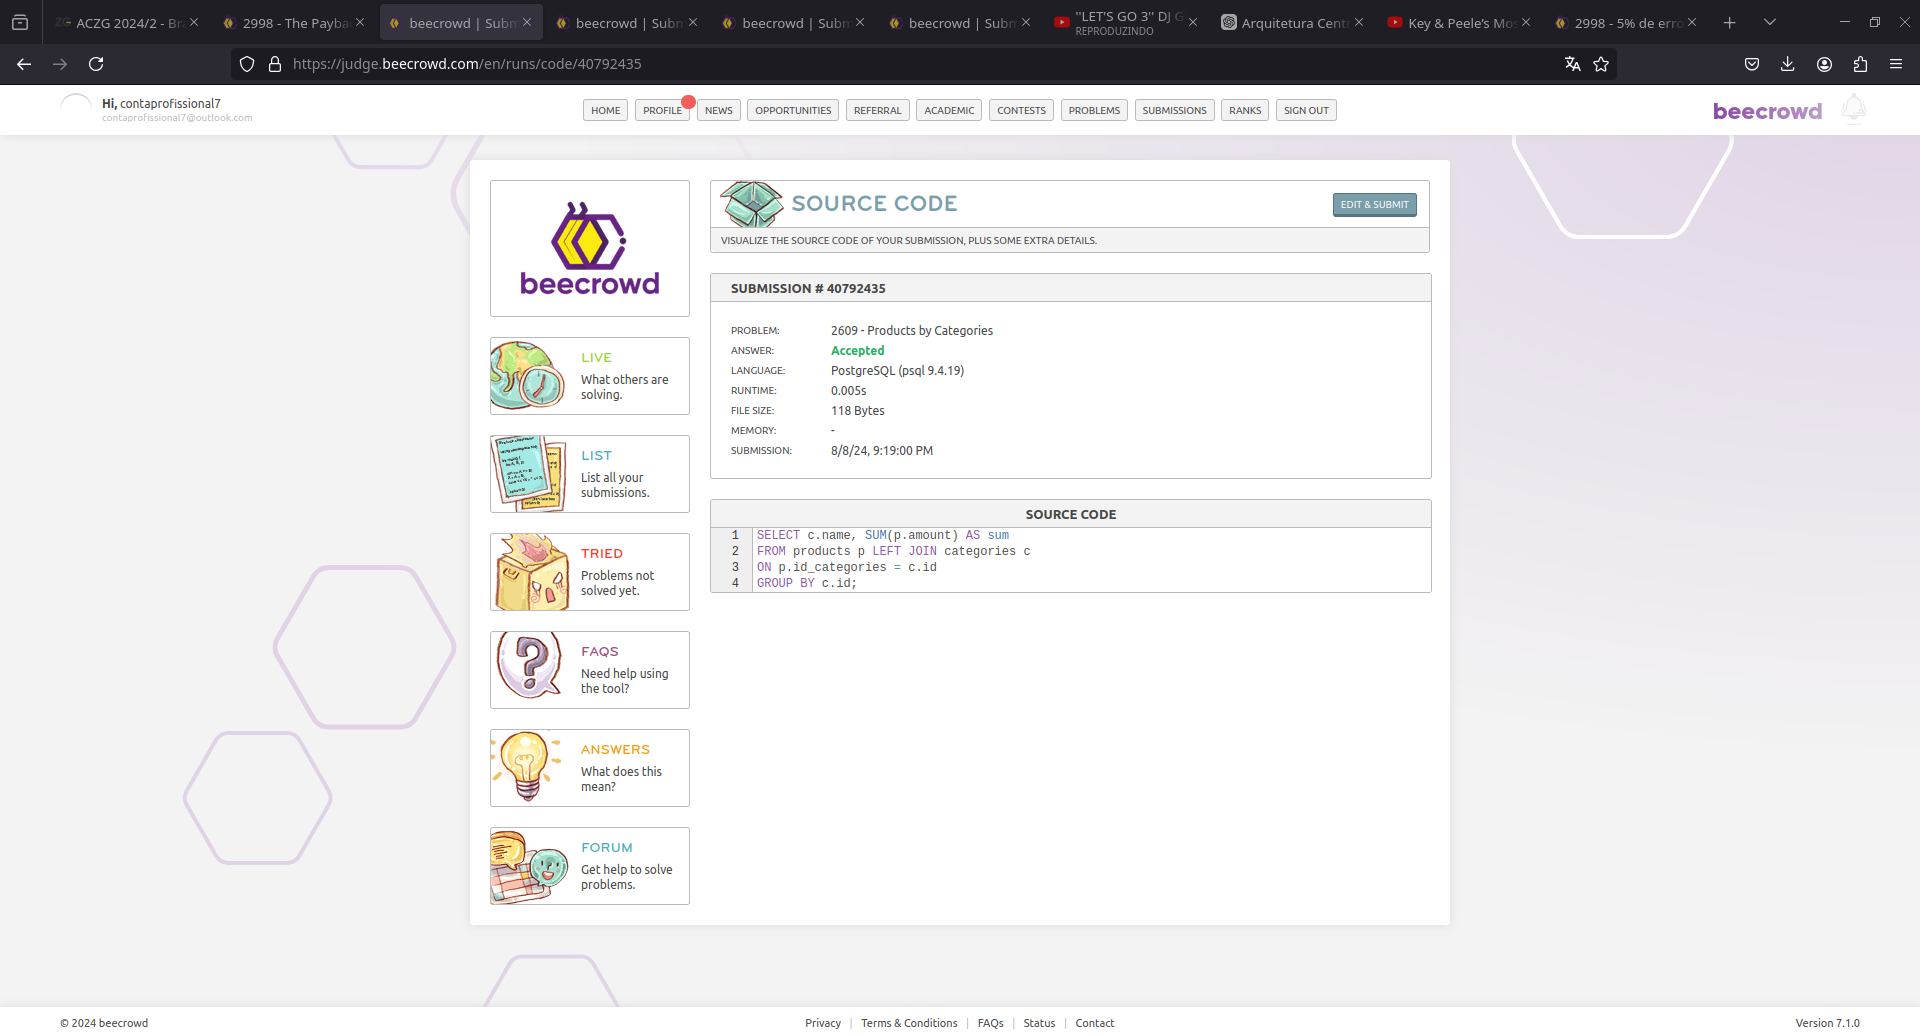 ACZG 2024/2 - Br
2998 - The Payba
beecrowd | Subm
beecrowd | Subm
beecrowd | Subm
beecrowd | Subm
"LET'S GO 3" DJ G
REPRODUZINDO
Arquitetura Cent
Key & Peele's Mo
2998 - 5% de erro
https://judge.beecrowd.com/en/runs/code/40792435
Hi, contaprofissional7
contaprofissional7@outlook.com
HOME
PROFILE
NEWS
OPPORTUNITIES
REFERRAL
ACADEMIC
CONTESTS
PROBLEMS
SUBMISSIONS
RANKS
SIGN OUT
beecrowd
beecrowd
LIVE
What others are
solving.
LIST
List all your
submissions.
TRIED
Problems not
solved yet.
FAQS
Need help using
the tool?
ANSWERS
What does this
mean?
FORUM
Get help to solve
problems.
SOURCE CODE
EDIT & SUBMIT
VISUALIZE THE SOURCE CODE OF YOUR SUBMISSION, PLUS SOME EXTRA DETAILS.
SUBMISSION # 40792435
PROBLEM: 2609 - Products by Categories
ANSWER: Accepted
LANGUAGE: PostgreSQL (psql 9.4.19)
RUNTIME: 0.005s
FILE SIZE: 118 Bytes
MEMORY: -
SUBMISSION: 8/8/24, 9:19:00 PM
SOURCE CODE
1 SELECT c.name, SUM(p.amount) AS sum
2 FROM products p LEFT JOIN categories c
3 ON p.id_categories = c.id
4 GROUP BY c.id;
© 2024 beecrowd
Privacy | Terms & Conditions | FAQs | Status | Contact
Version 7.1.0